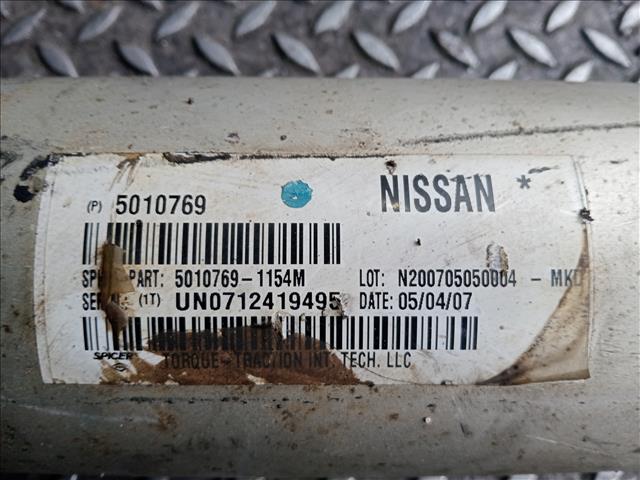 (P) 5010769 NISSAN *
PART: 5010769-1154M LOT: N200705050004 - MKD
(1T) UN0712419495 DATE: 05/04/07
SPICER TORQUE-TRACTION INT. TECH. LLC